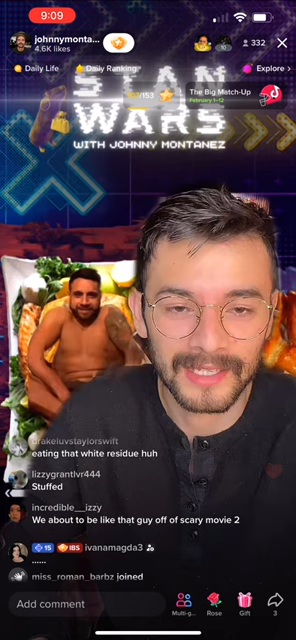 9:09
johnnymonta...
4.6K likes
332
Daily Life
Daily Ranking
Explore >
STAN
WARS
WITH JOHNNY MONTANEZ
/153
The Big Match-Up
February 1-12
drakeluvstaylorswift
eating that white residue huh
lizzygrantlvr444
Stuffed
incredible__izzy
We about to be like that guy off of scary movie 2
15 IBS ivanamagda3
......
miss_roman_barbz joined
Add comment
Multi-g...
Rose
Gift
3